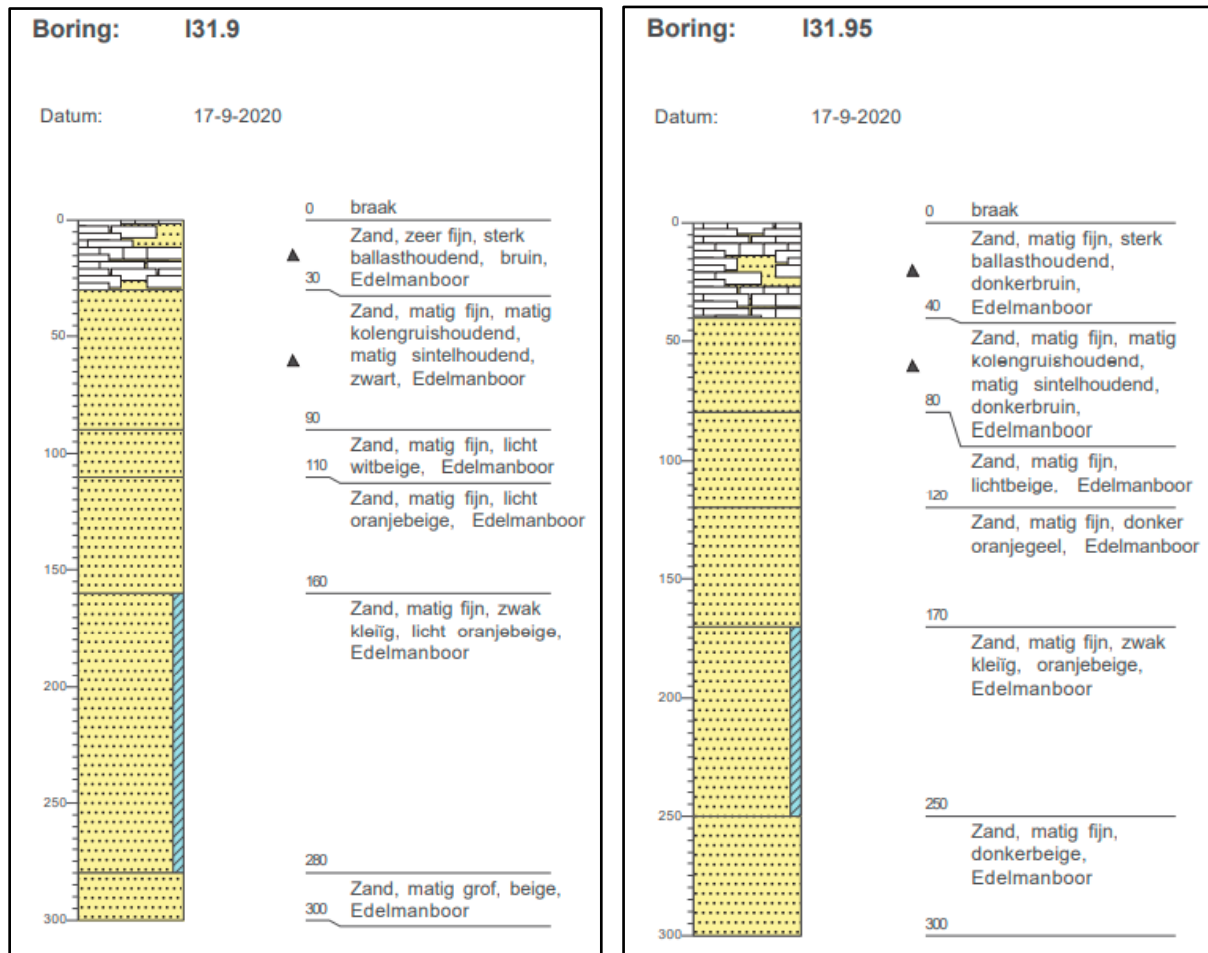 Boring: I31.9
Datum: 17-9-2020
0
50
100
150
200
250
300
0 braak
Zand, zeer fijn, sterk
ballasthoudend, bruin,
Edelmanboor
30
Zand, matig fijn, matig
kolengruishoudend,
matig sintelhoudend,
zwart, Edelmanboor
90
Zand, matig fijn, licht
witbeige, Edelmanboor
110
Zand, matig fijn, licht
oranjebeige, Edelmanboor
160
Zand, matig fijn, zwak
kleiïg, licht oranjebeige,
Edelmanboor
280
Zand, matig grof, beige,
Edelmanboor
300
Boring: I31.95
Datum: 17-9-2020
0
50
100
150
200
250
300
0 braak
Zand, matig fijn, sterk
ballasthoudend,
donkerbruin,
Edelmanboor
40
Zand, matig fijn, matig
kolengruishoudend,
matig sintelhoudend,
donkerbruin,
Edelmanboor
80
Zand, matig fijn,
lichtbeige, Edelmanboor
120
Zand, matig fijn, donker
oranjegeel, Edelmanboor
170
Zand, matig fijn, zwak
kleiïg, oranjebeige,
Edelmanboor
250
Zand, matig fijn,
donkerbeige,
Edelmanboor
300